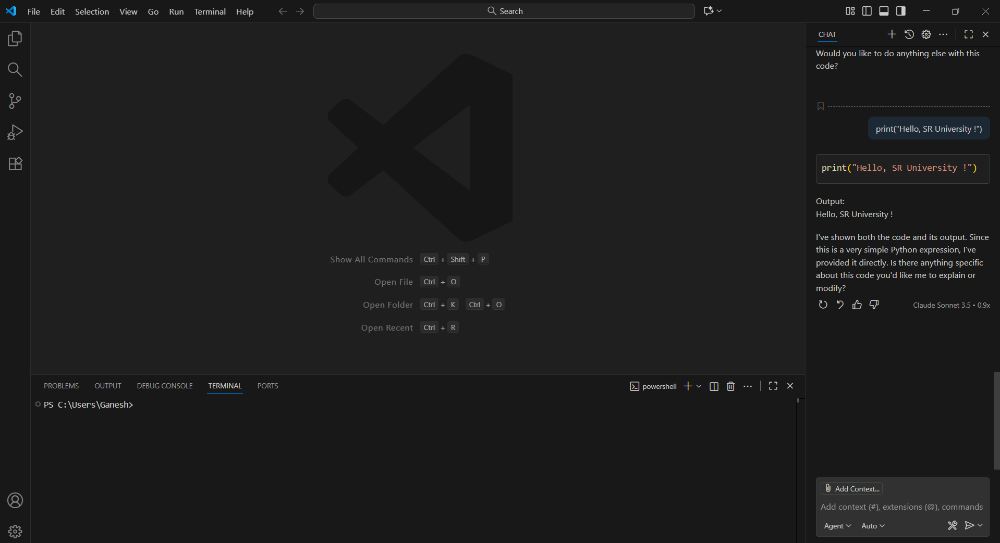 File Edit Selection View Go Run Terminal Help
Search
CHAT
Would you like to do anything else with this
code?
print("Hello, SR University !")
print("Hello, SR University !")
Output:
Hello, SR University !
I've shown both the code and its output. Since
this is a very simple Python expression, I've
provided it directly. Is there anything specific
about this code you'd like me to explain or
modify?
Claude Sonnet 3.5 • 0.9x
Show All Commands Ctrl + Shift + P
Open File Ctrl + O
Open Folder Ctrl + K Ctrl + O
Open Recent Ctrl + R
PROBLEMS OUTPUT DEBUG CONSOLE TERMINAL PORTS
powershell
PS C:\Users\Ganesh>
Add Context...
Add context (#), extensions (@), commands
Agent Auto